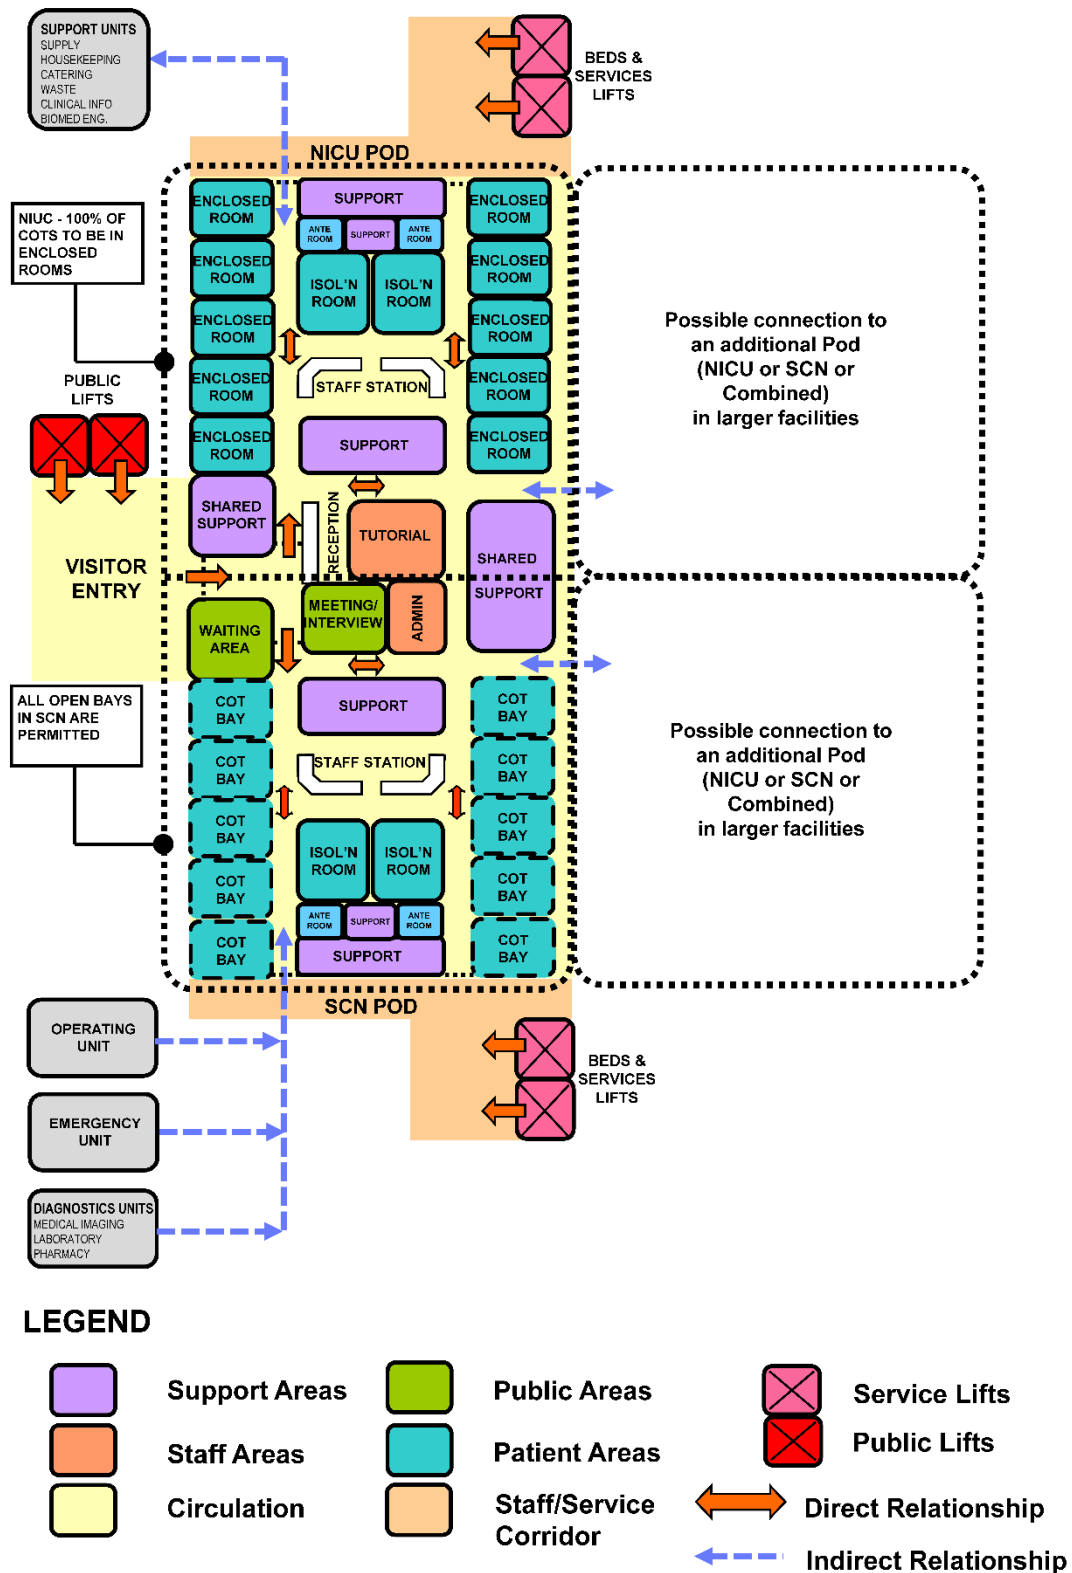 SUPPORT UNITS
SUPPLY
HOUSEKEEPING
CATERING
WASTE
CLINICAL INFO
BIOMED ENG.
BEDS &
SERVICES
LIFTS
NICU POD
NIUC - 100% OF
COTS TO BE IN
ENCLOSED
ROOMS
ENCLOSED
ROOM
ENCLOSED
ROOM
ENCLOSED
ROOM
ENCLOSED
ROOM
ENCLOSED
ROOM
SUPPORT
ANTE
ROOM
SUPPORT
ANTE
ROOM
ISOL'N
ROOM
ISOL'N
ROOM
STAFF STATION
SUPPORT
ENCLOSED
ROOM
ENCLOSED
ROOM
ENCLOSED
ROOM
ENCLOSED
ROOM
ENCLOSED
ROOM
Possible connection to
an additional Pod
(NICU or SCN or
Combined)
in larger facilities
PUBLIC
LIFTS
SHARED
SUPPORT
RECEPTION
TUTORIAL
SHARED
SUPPORT
VISITOR
ENTRY
WAITING
AREA
MEETING/
INTERVIEW
ADMIN
ALL OPEN BAYS
IN SCN ARE
PERMITTED
COT
BAY
COT
BAY
COT
BAY
COT
BAY
COT
BAY
SUPPORT
STAFF STATION
ISOL'N
ROOM
ISOL'N
ROOM
ANTE
ROOM
SUPPORT
ANTE
ROOM
SUPPORT
COT
BAY
COT
BAY
COT
BAY
COT
BAY
COT
BAY
Possible connection to
an additional Pod
(NICU or SCN or
Combined)
in larger facilities
SCN POD
BEDS &
SERVICES
LIFTS
OPERATING
UNIT
EMERGENCY
UNIT
DIAGNOSTICS UNITS
MEDICAL IMAGING
LABORATORY
PHARMACY
LEGEND
Support Areas
Staff Areas
Circulation
Public Areas
Patient Areas
Staff/Service
Corridor
Service Lifts
Public Lifts
Direct Relationship
Indirect Relationship